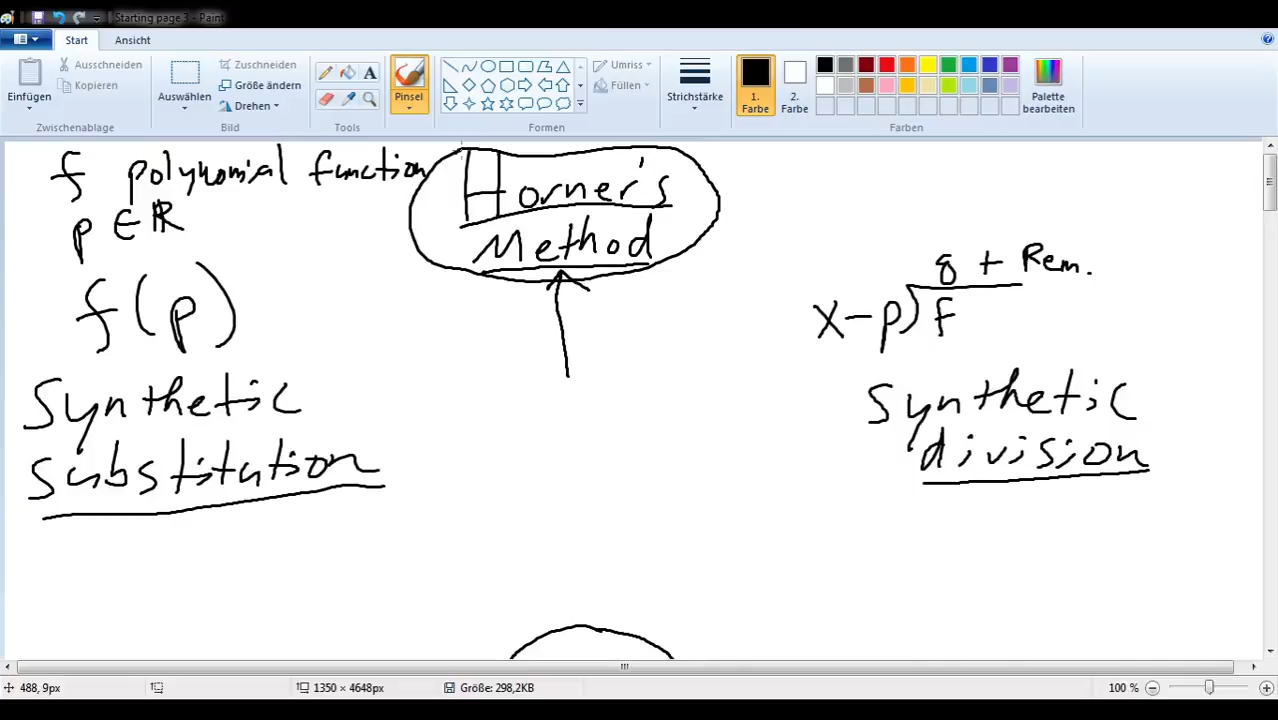 Starting page 3 - Paint
Start Ansicht
Einfügen
Ausschneiden
Kopieren
Zwischenablage
Auswählen
Zuschneiden
Größe ändern
Drehen
Bild
Tools
Pinsel
Formen
Umriss
Füllen
Strichstärke
1. Farbe
2. Farbe
Farben
Palette bearbeiten
f polynomial function
p ∈ ℝ
f(p)
Synthetic
substitution
Horner's
Method
q + Rem.
x-p)f
Synthetic
division
488, 9px
1350 × 4648px
Größe: 298,2KB
100 %